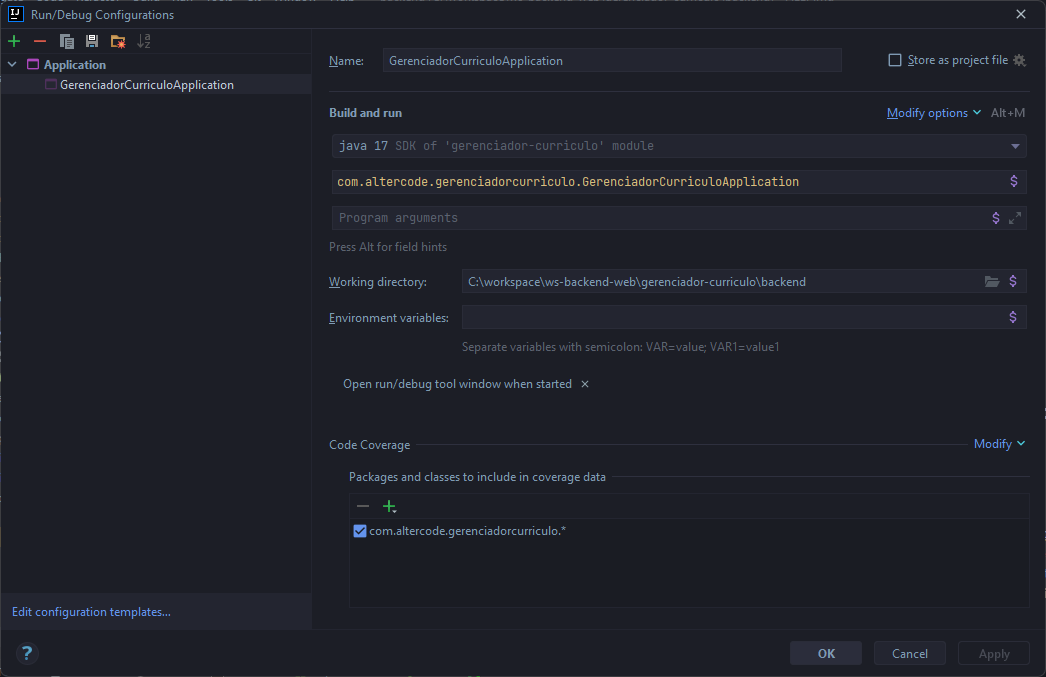 Run/Debug Configurations
Application
GerenciadorCurriculoApplication
Edit configuration templates...
Name: GerenciadorCurriculoApplication Store as project file
Build and run Modify options Alt+M
java 17 SDK of 'gerenciador-curriculo' module
com.altercode.gerenciadorcurriculo.GerenciadorCurriculoApplication
Program arguments
Press Alt for field hints
Working directory: C:\workspace\ws-backend-web\gerenciador-curriculo\backend
Environment variables:
Separate variables with semicolon: VAR=value; VAR1=value1
Open run/debug tool window when started
Code Coverage Modify
Packages and classes to include in coverage data
com.altercode.gerenciadorcurriculo.*
OK Cancel Apply